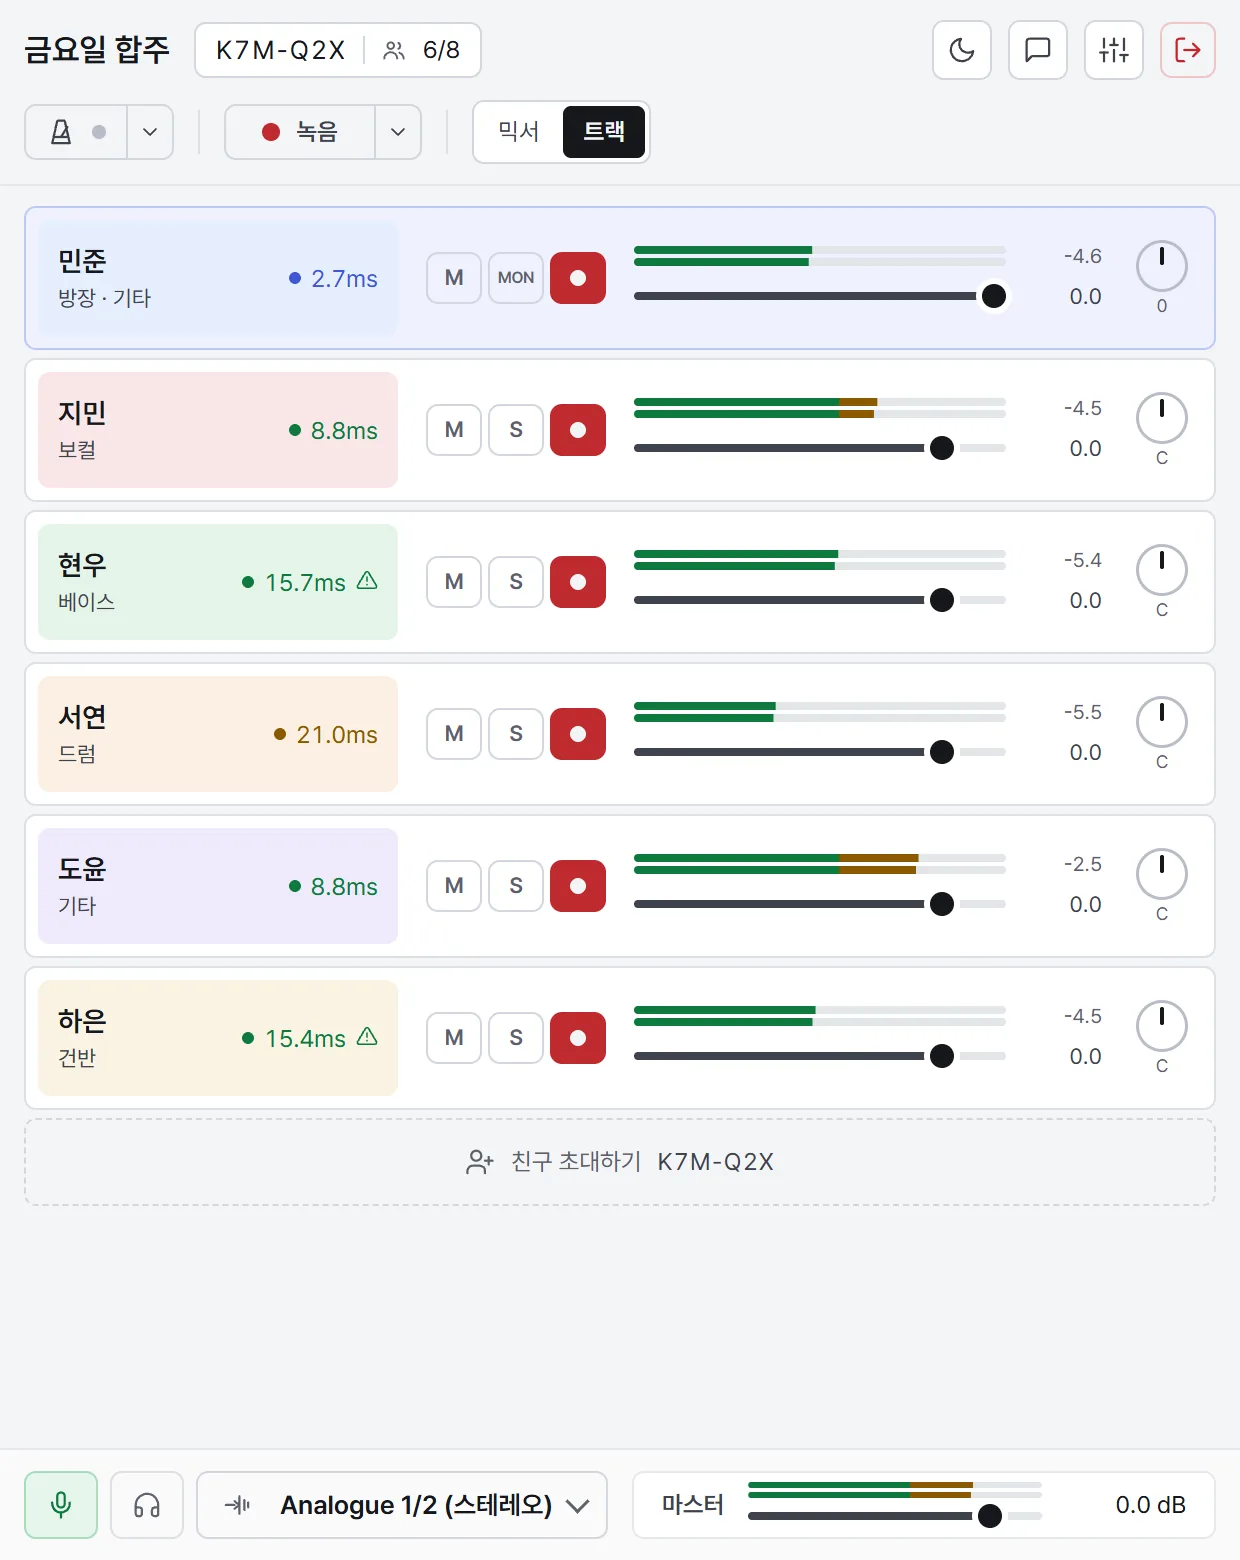 금요일 합주
K7M-Q2X 6/8
녹음
믹서 트랙
민준
방장 · 기타
2.7ms
M MON
-4.6
0.0
0
지민
보컬
8.8ms
M S
-4.5
0.0
C
현우
베이스
15.7ms
M S
-5.4
0.0
C
서연
드럼
21.0ms
M S
-5.5
0.0
C
도윤
기타
8.8ms
M S
-2.5
0.0
C
하은
건반
15.4ms
M S
-4.5
0.0
C
친구 초대하기 K7M-Q2X
Analogue 1/2 (스테레오)
마스터
0.0 dB